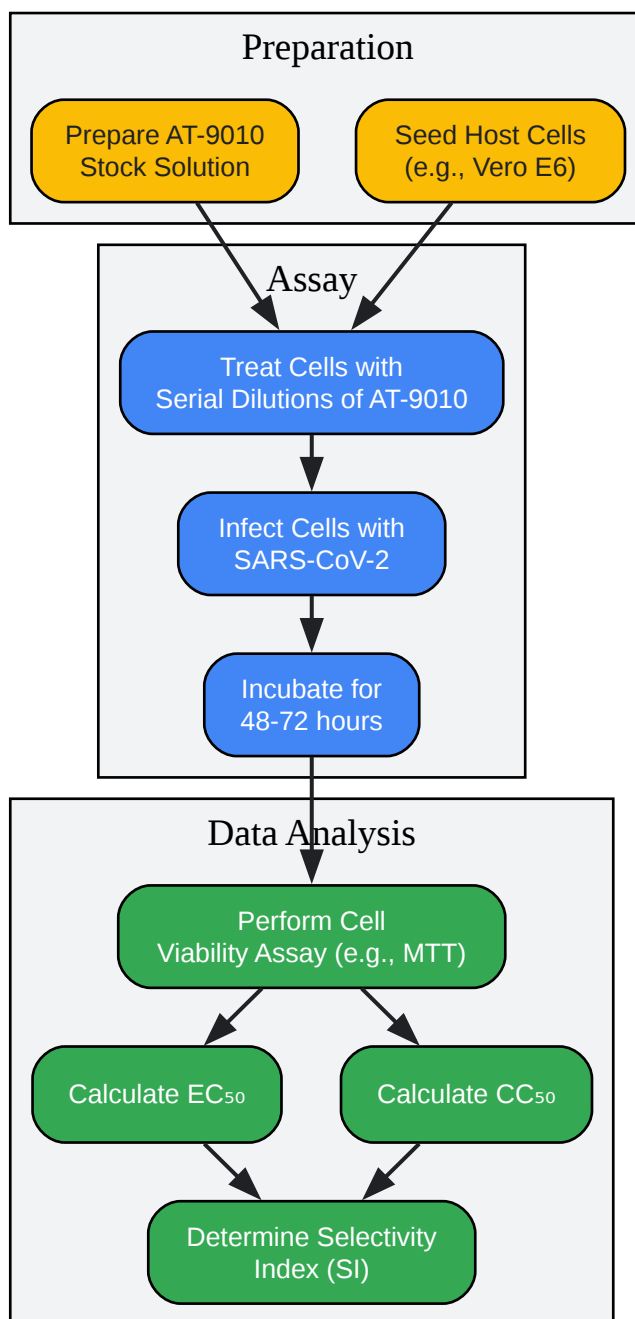 Preparation
Prepare AT-9010
Stock Solution
Seed Host Cells
(e.g., Vero E6)
Assay
Treat Cells with
Serial Dilutions of AT-9010
Infect Cells with
SARS-CoV-2
Incubate for
48-72 hours
Data Analysis
Perform Cell
Viability Assay (e.g., MTT)
Calculate EC₅₀
Calculate CC₅₀
Determine Selectivity
Index (SI)